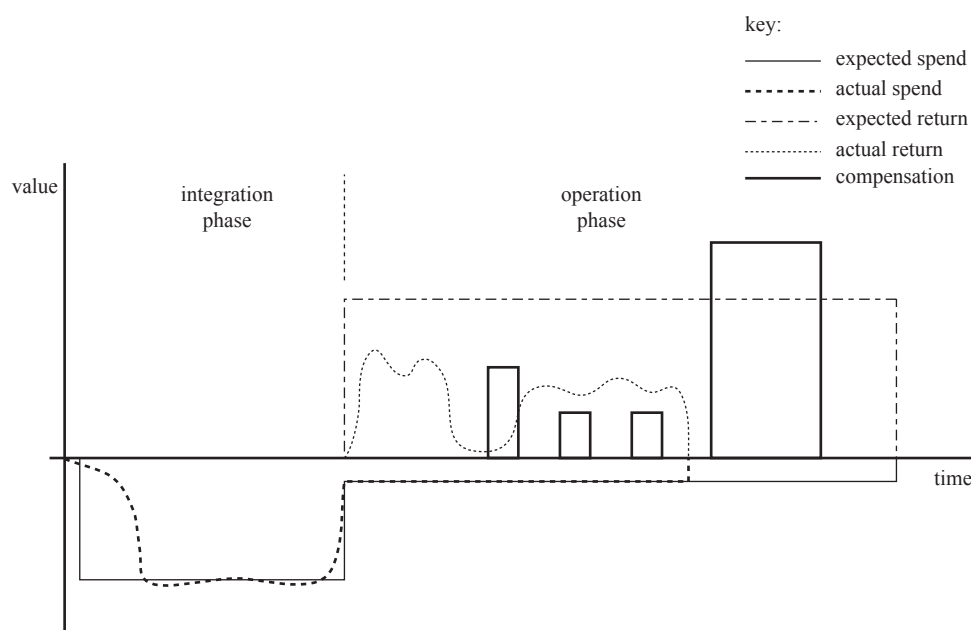 key:
expected spend
actual spend
expected return
actual return
compensation
value
integration
phase
operation
phase
time